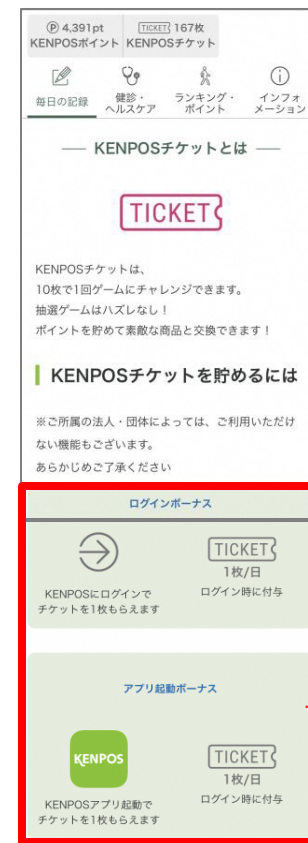 Ⓟ 4,391pt
KENPOSポイント
TICKET 167枚
KENPOSチケット
毎日の記録
健診・
ヘルスケア
ランキング・
ポイント
インフォ
メーション
KENPOSチケットとは
TICKET
KENPOSチケットは、
10枚で1回ゲームにチャレンジできます。
抽選ゲームはハズレなし！
ポイントを貯めて素敵な商品と交換できます！
KENPOSチケットを貯めるには
※ご所属の法人・団体によっては、ご利用いただけ
ない機能もございます。
あらかじめご了承ください
ログインボーナス
KENPOSにログインで
チケットを1枚もらえます
TICKET
1枚/日
ログイン時に付与
アプリ起動ボーナス
KENPOS
KENPOSアプリ起動で
チケットを1枚もらえます
TICKET
1枚/日
ログイン時に付与